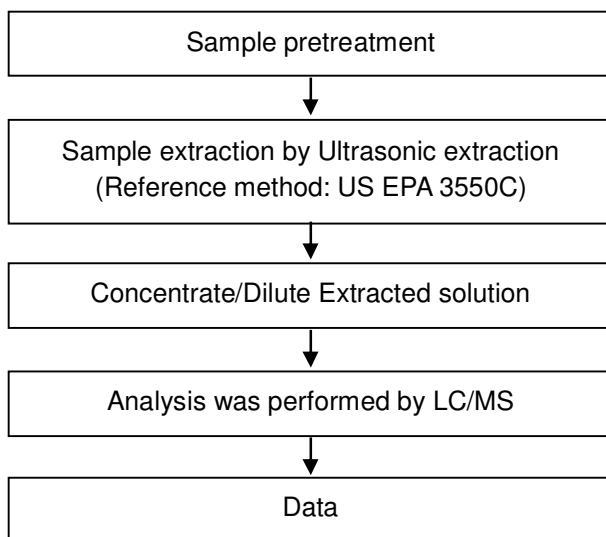 Sample pretreatment
Sample extraction by Ultrasonic extraction
(Reference method: US EPA 3550C)
Concentrate/Dilute Extracted solution
Analysis was performed by LC/MS
Data